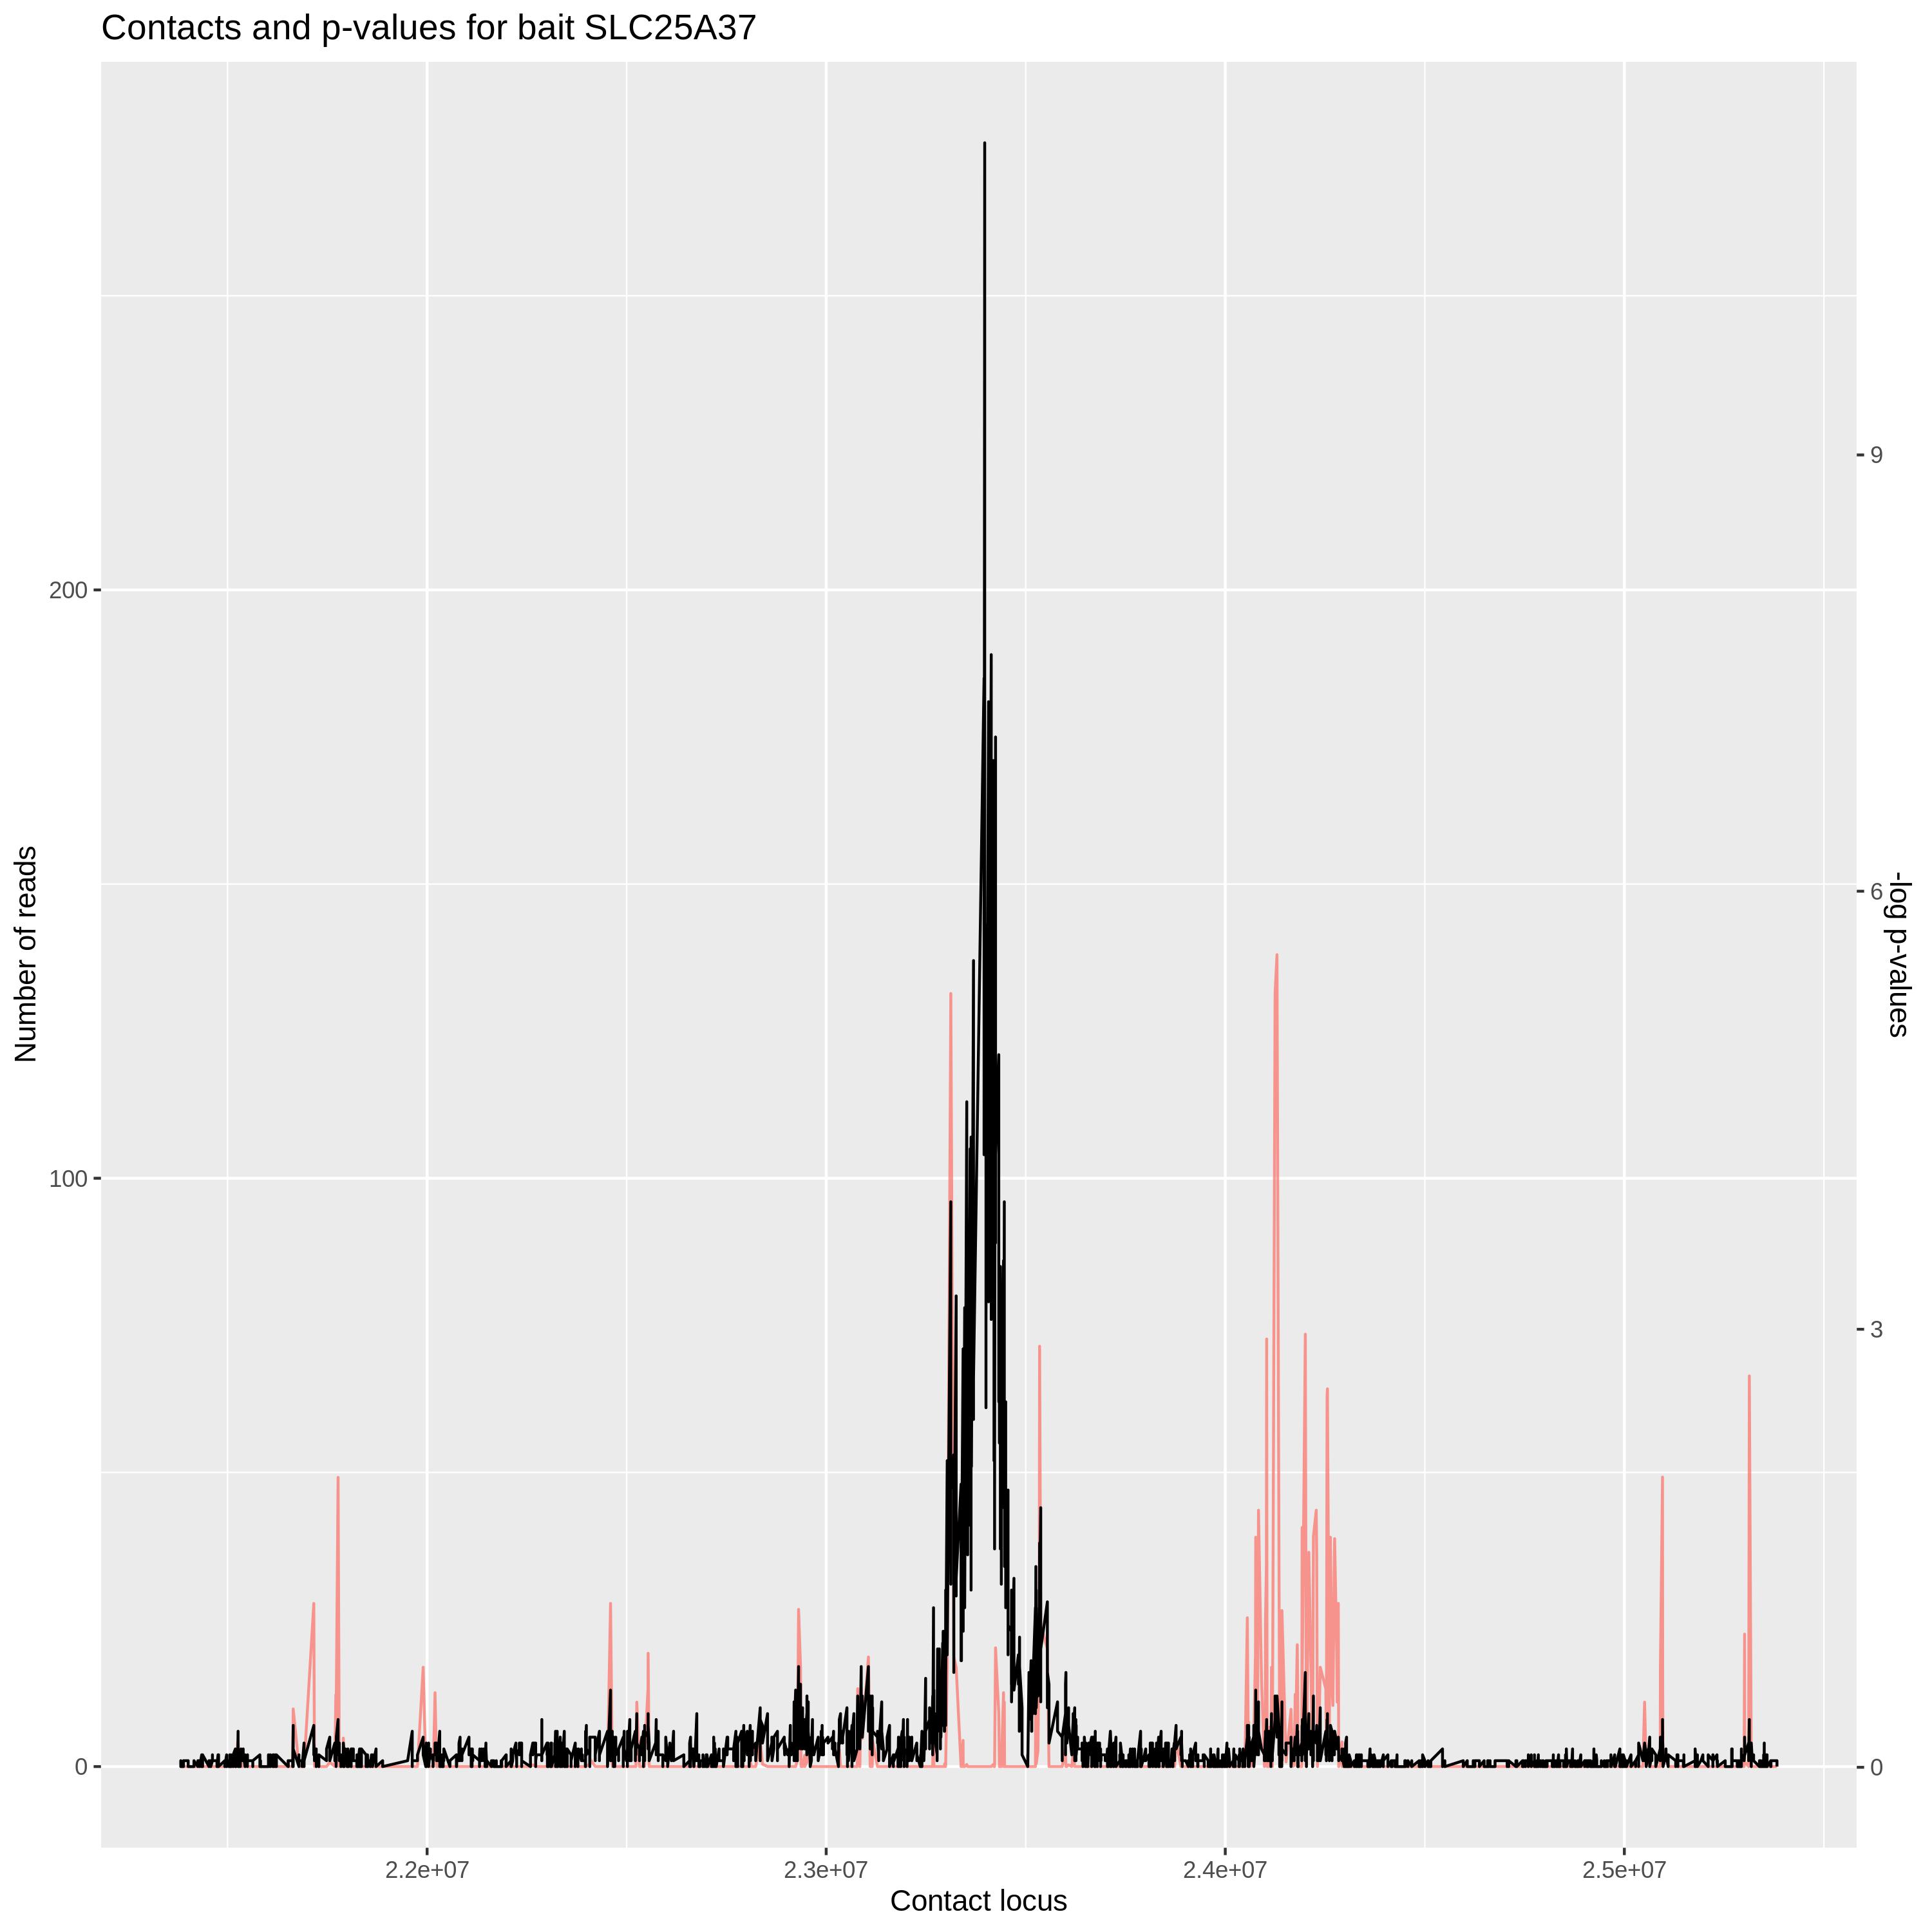 Contacts and p-values for bait SLC25A37
Number of reads
200
100
0
9
6
3
0
-log p-values
2.2e+07
2.3e+07
2.4e+07
2.5e+07
Contact locus